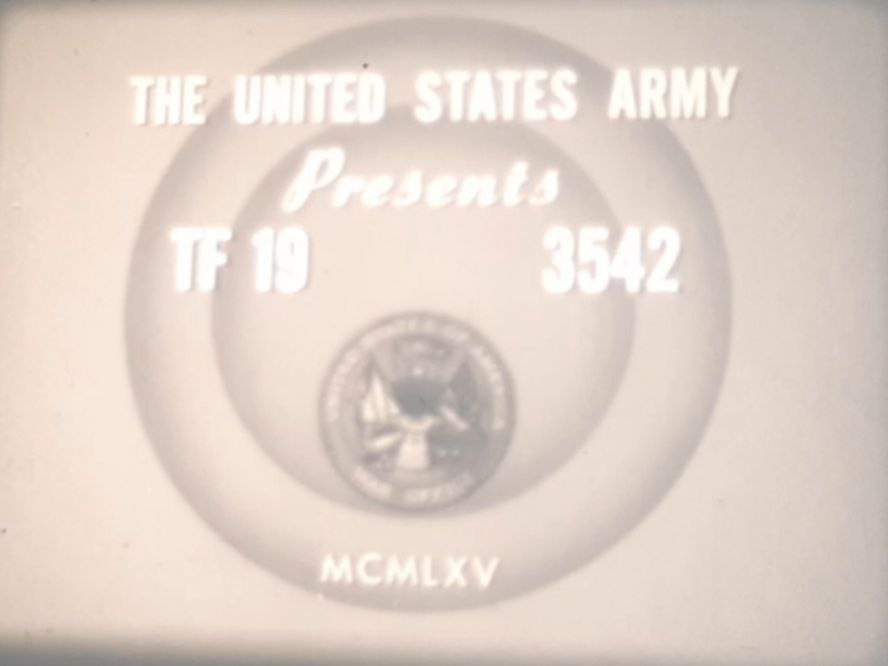 THE UNITED STATES ARMY
Presents
TF 19 3542
MCMLXV